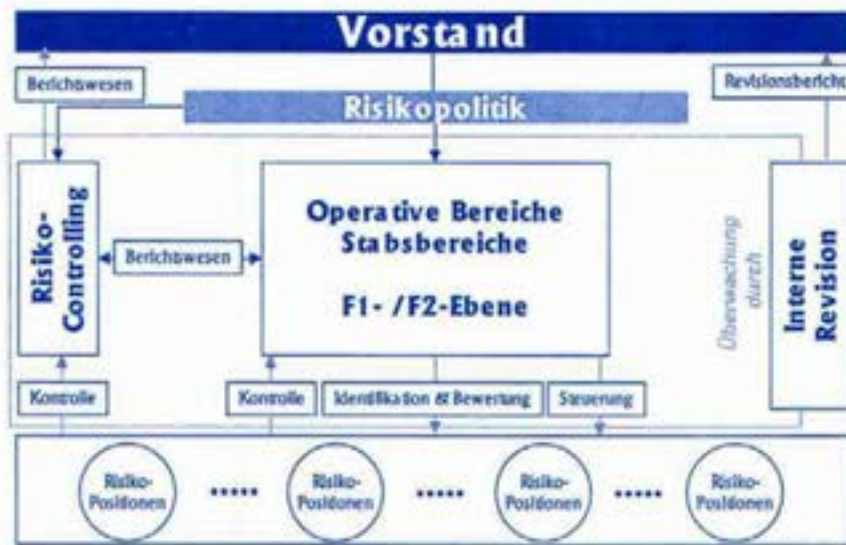 Vorstand
Berichtswesen
Revisionsbericht
Risikopolitik
Risiko-
Controlling
Berichtswesen
Operative Bereiche
Stabsbereiche
F1- /F2-Ebene
Überwachung
durch
Interne
Revision
Kontrolle
Kontrolle
Identifikation & Bewertung
Steuerung
Risiko-
Positionen
.....
Risiko-
Positionen
.....
Risiko-
Positionen
.....
Risiko-
Positionen